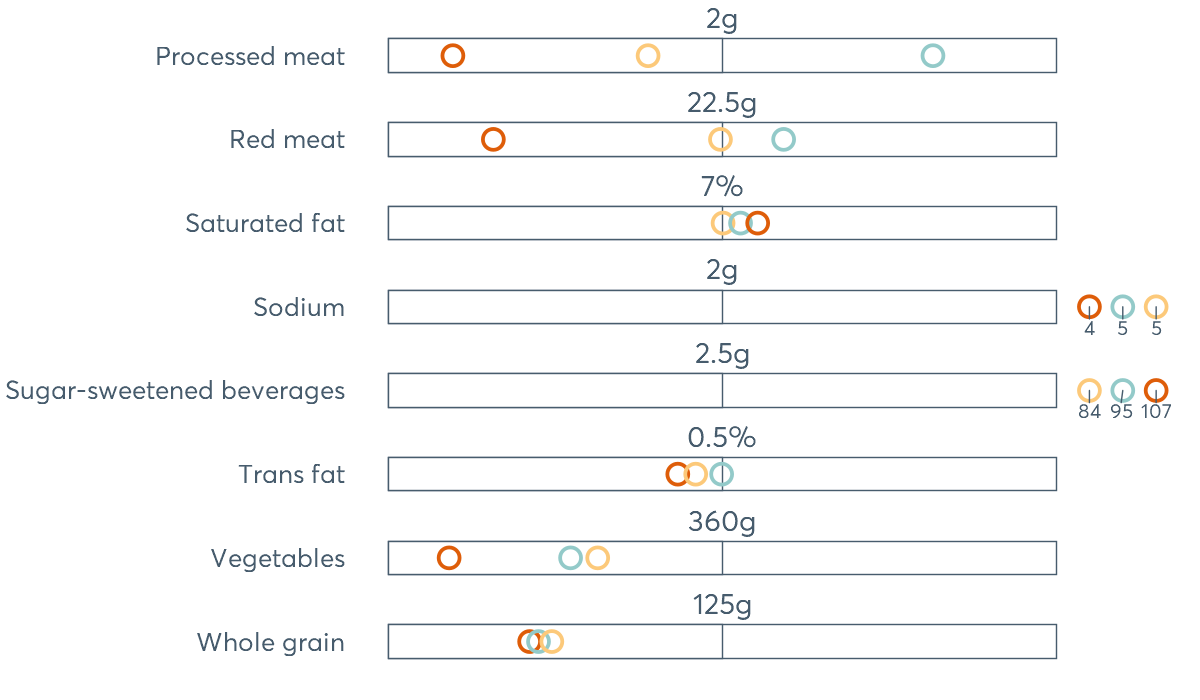 2g
Processed meat
22.5g
Red meat
7%
Saturated fat
2g
Sodium
4 5 5
2.5g
Sugar-sweetened beverages
84 95 107
0.5%
Trans fat
360g
Vegetables
125g
Whole grain